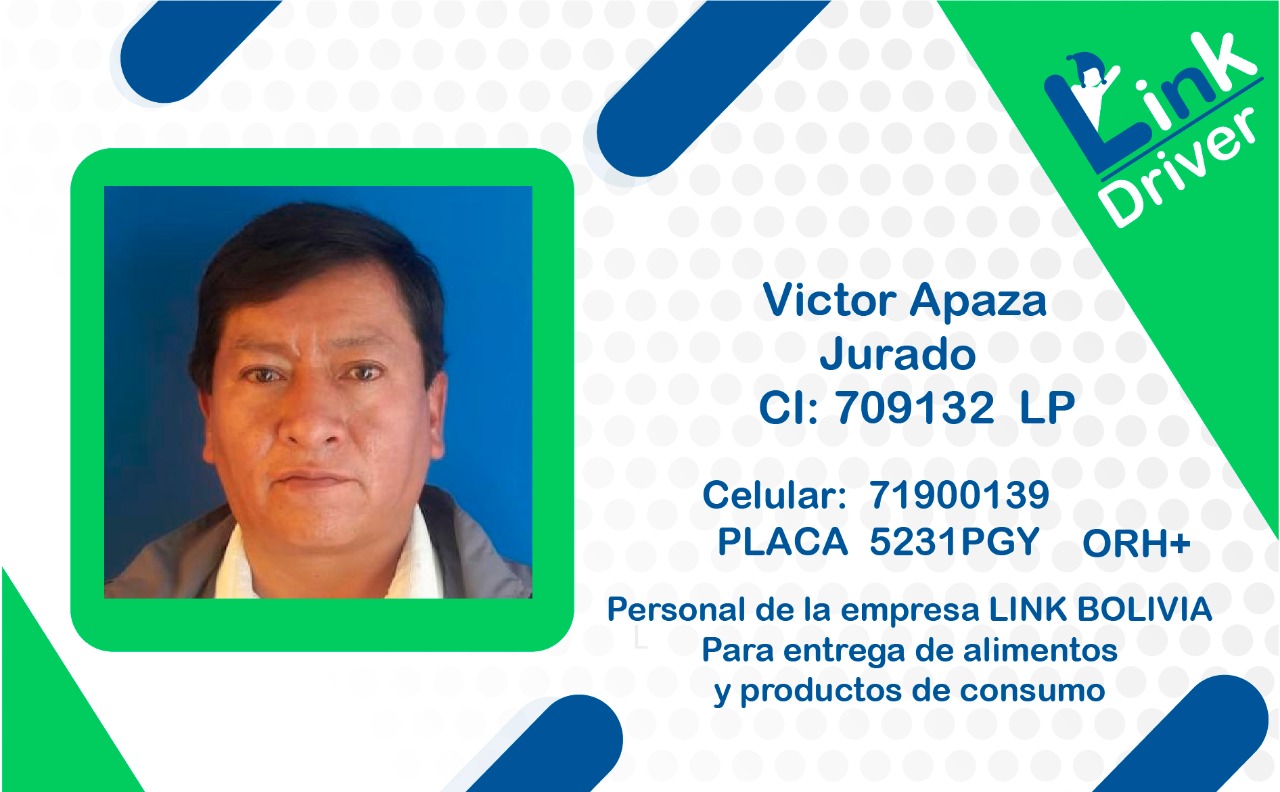 Link
Driver
Victor Apaza
Jurado
CI: 709132 LP
Celular: 71900139
PLACA 5231PGY ORH+
Personal de la empresa LINK BOLIVIA
L
Para entrega de alimentos
y productos de consumo